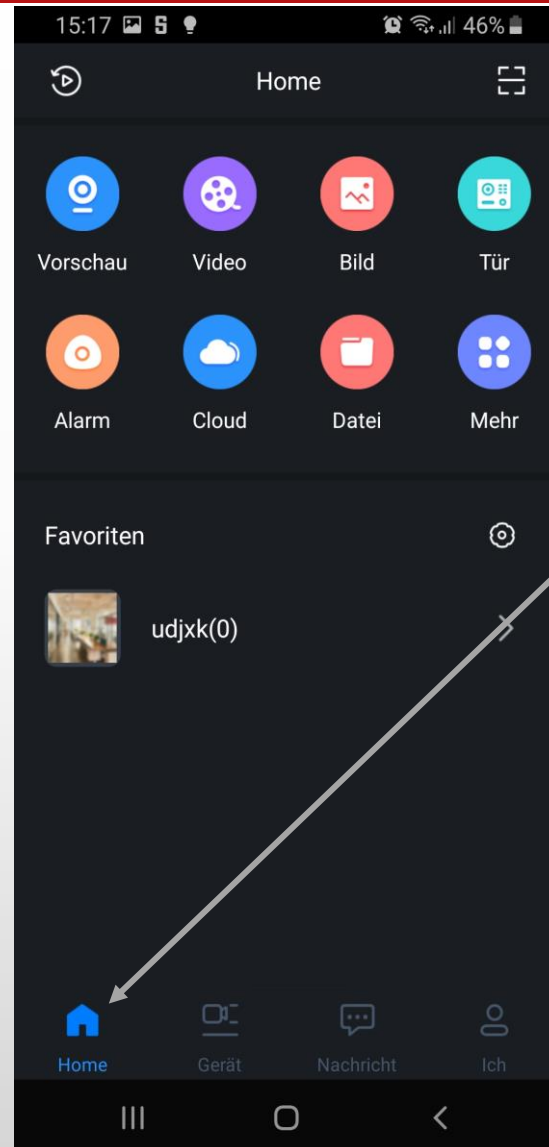 15:17 46%
Home
Vorschau Video Bild Tür
Alarm Cloud Datei Mehr
Favoriten
udjxk(0)
Home Gerät Nachricht Ich